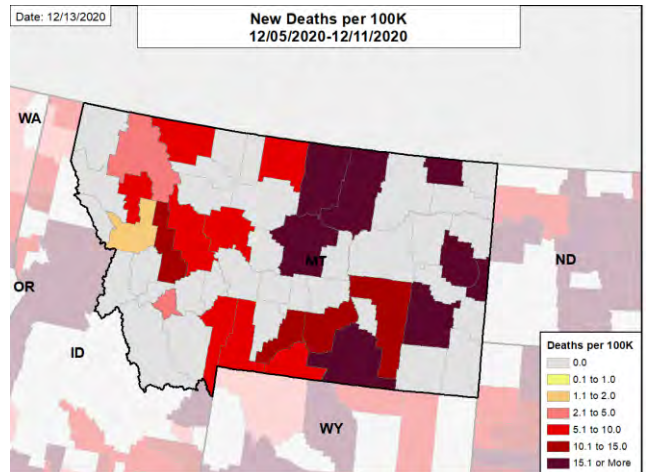 Date: 12/13/2020
New Deaths per 100K
12/05/2020-12/11/2020
WA
MT
ND
OR
ID
WY
Deaths per 100K
0.0
0.1 to 1.0
1.1 to 2.0
2.1 to 5.0
5.1 to 10.0
10.1 to 15.0
15.1 or More